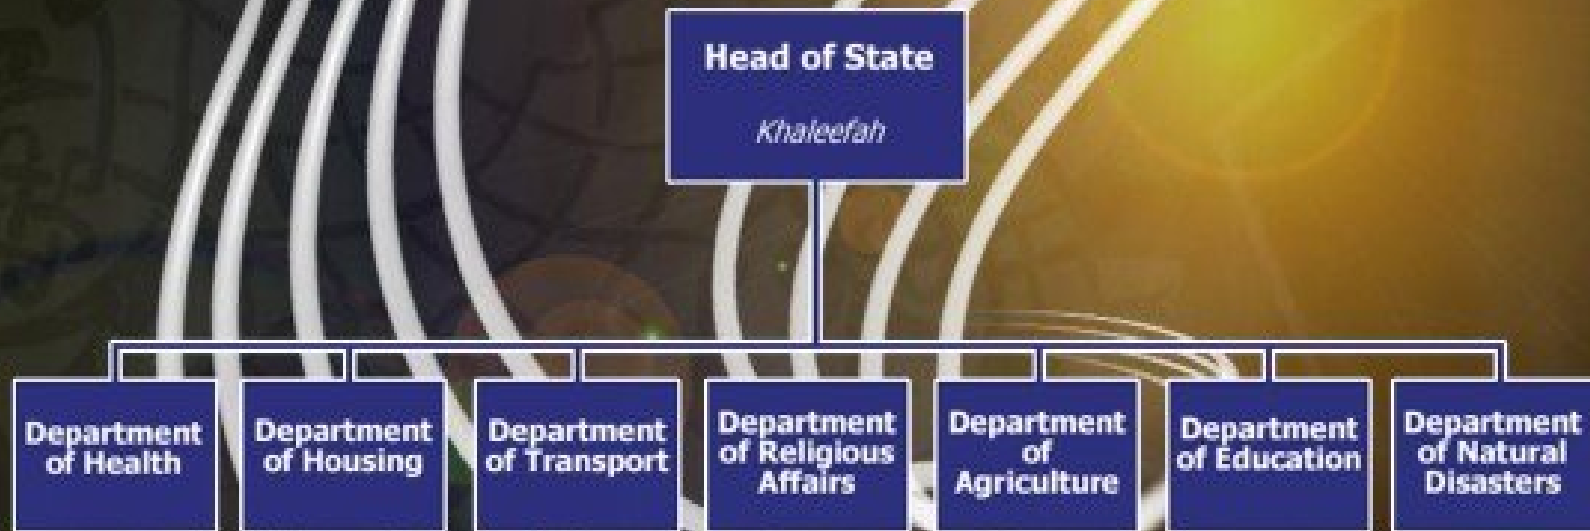 Head of State
Khaleefah
Department
of Health
Department
of Housing
Department
of Transport
Department
of Religious
Affairs
Department
of
Agriculture
Department
of Education
Department
of Natural
Disasters